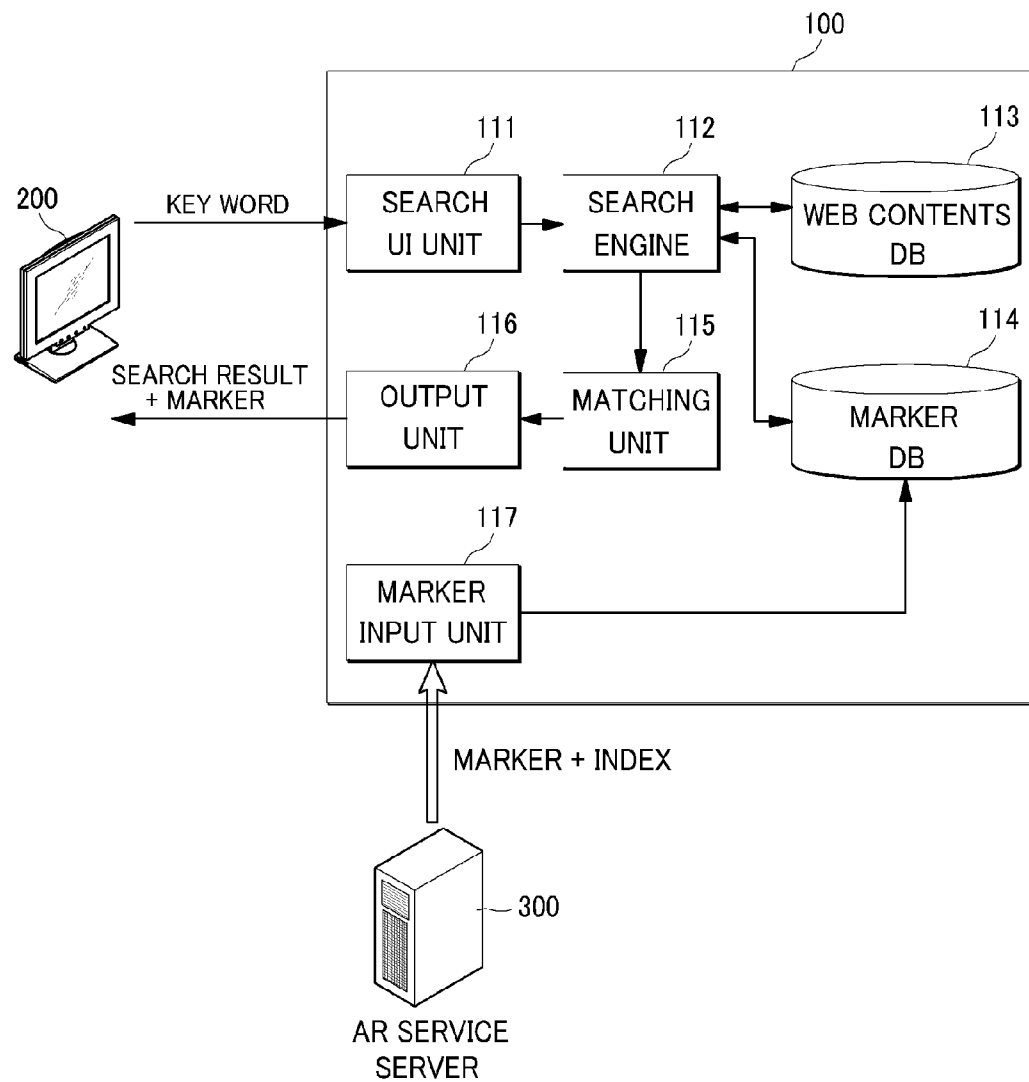 100
111
112
113
200
KEY WORD
SEARCH
UI UNIT
SEARCH
ENGINE
WEB CONTENTS
DB
116
115
114
SEARCH RESULT
+ MARKER
OUTPUT
UNIT
MATCHING
UNIT
MARKER
DB
117
MARKER
INPUT UNIT
MARKER + INDEX
300
AR SERVICE
SERVER